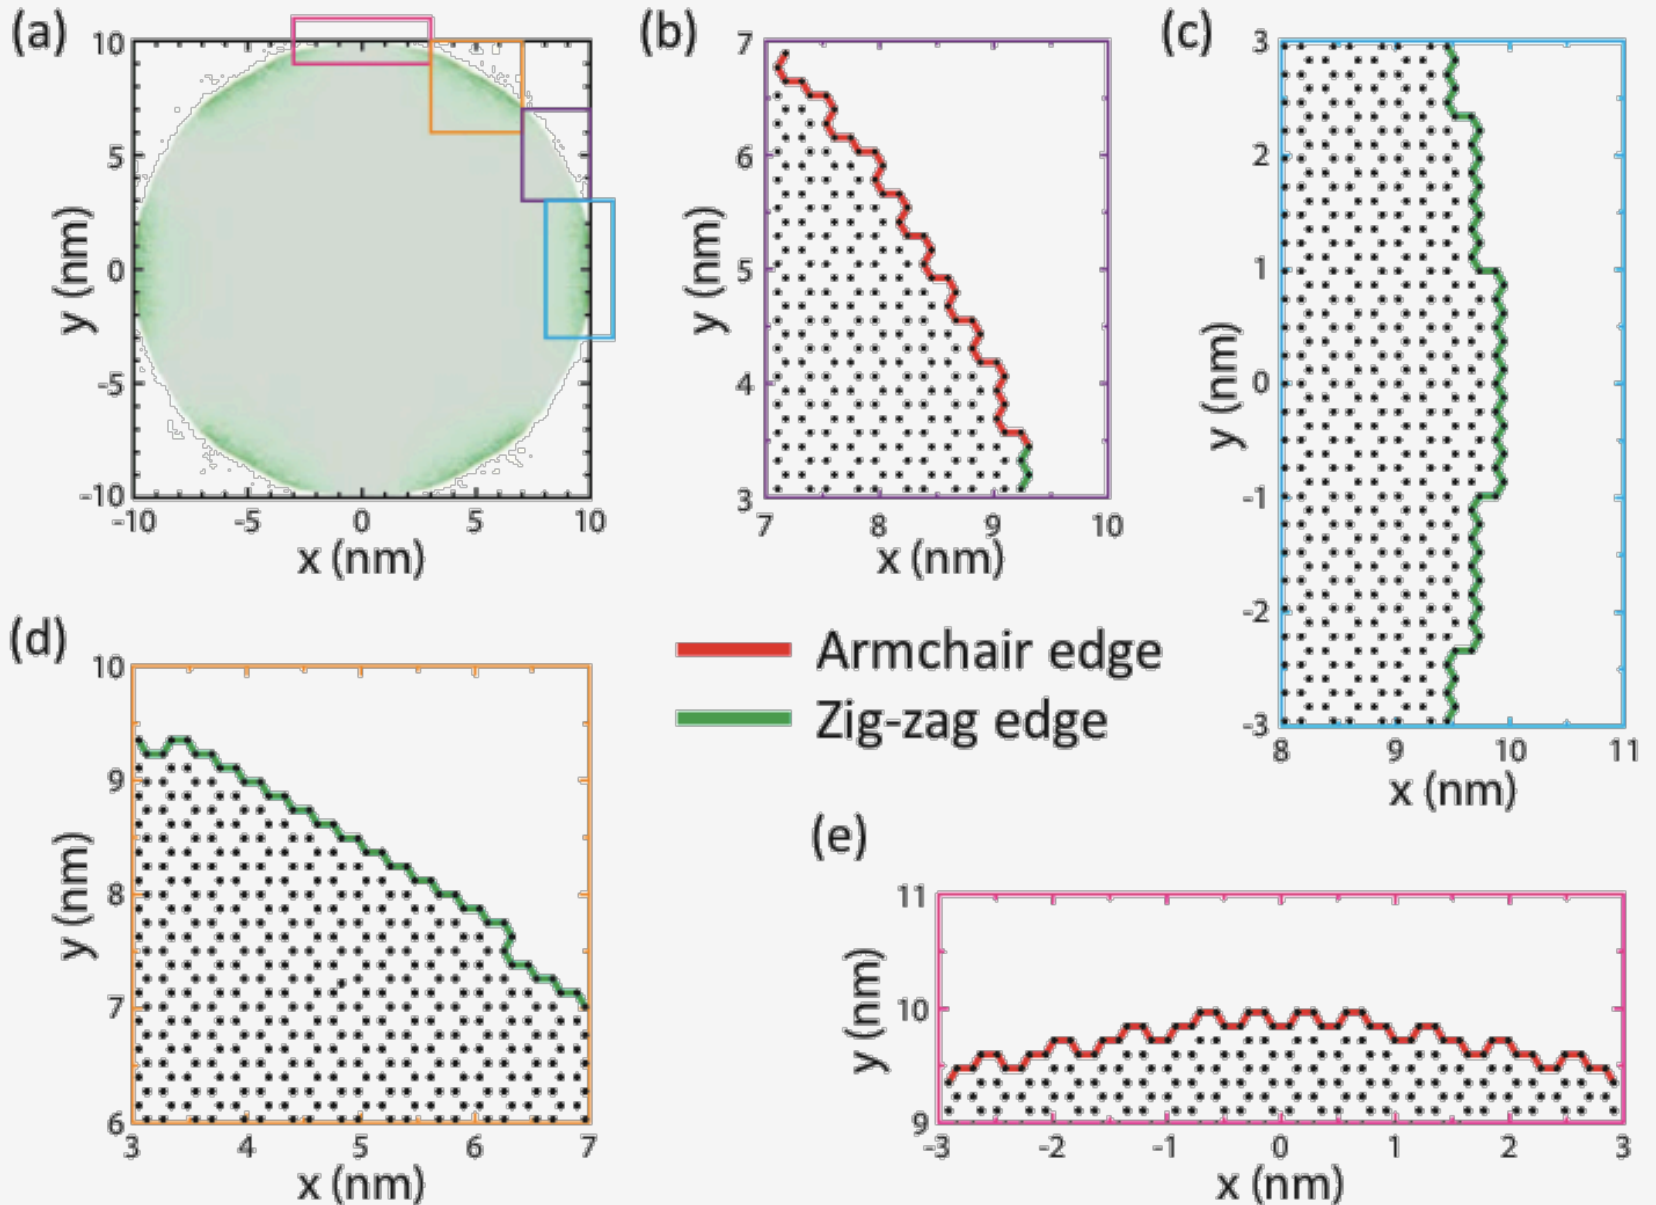 (a)
10
5
0
-5
-10
y (nm)
-10 -5 0 5 10
x (nm)
(b)
7
6
5
4
3
y (nm)
7 8 9 10
x (nm)
(c)
3
2
1
0
-1
-2
-3
y (nm)
8 9 10 11
x (nm)
(d)
10
9
8
7
6
y (nm)
3 4 5 6 7
x (nm)
Armchair edge
Zig-zag edge
(e)
11
10
9
y (nm)
-3 -2 -1 0 1 2 3
x (nm)